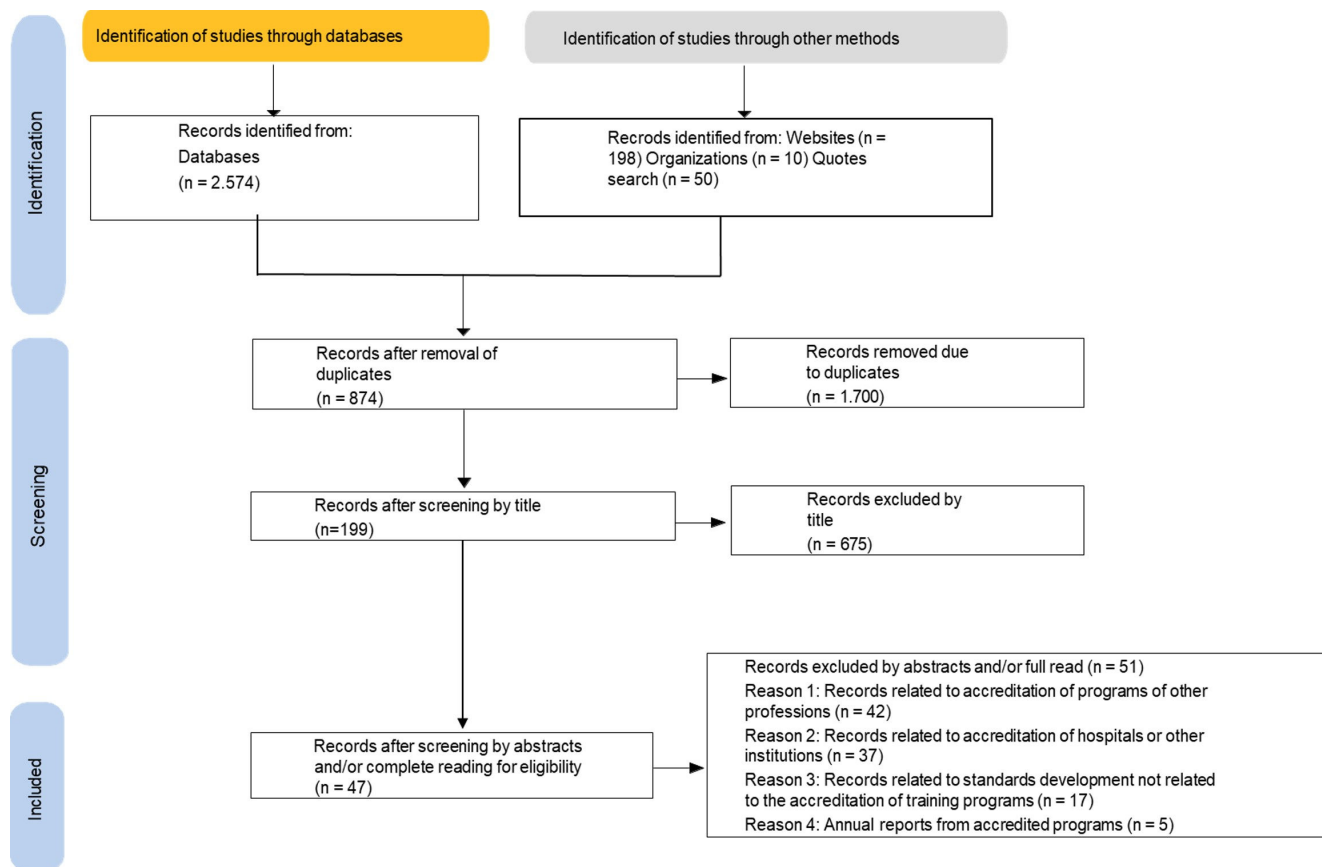 Identification of studies through databases
Identification of studies through other methods
Identification
Records identified from:
Databases
(n = 2.574)
Recrods identified from: Websites (n =
198) Organizations (n = 10) Quotes
search (n = 50)
Screening
Records after removal of
duplicates
(n = 874)
Records removed due
to duplicates
(n = 1.700)
Records after screening by title
(n=199)
Records excluded by
title
(n = 675)
Included
Records after screening by abstracts
and/or complete reading for eligibility
(n = 47)
Records excluded by abstracts and/or full read (n = 51)
Reason 1: Records related to accreditation of programs of other
professions (n = 42)
Reason 2: Records related to accreditation of hospitals or other
institutions (n = 37)
Reason 3: Records related to standards development not related
to the accreditation of training programs (n = 17)
Reason 4: Annual reports from accredited programs (n = 5)